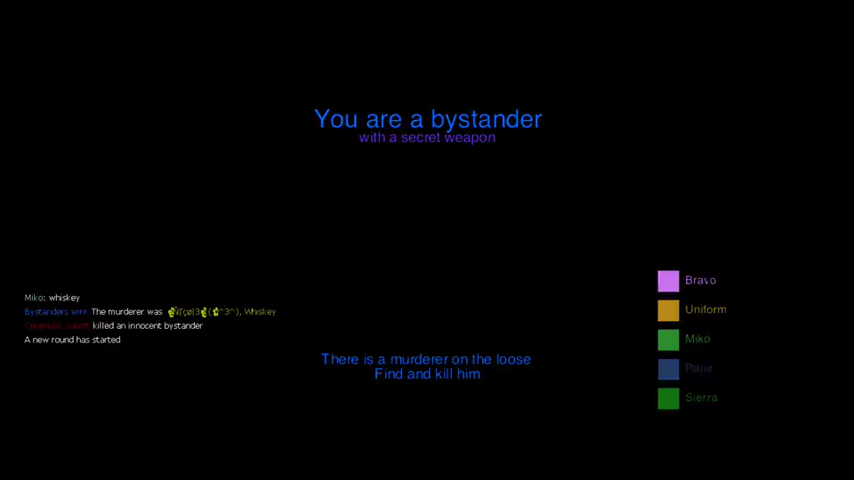 You are a bystander
with a secret weapon
Bravo
Miko: whiskey
Uniform
Bystanders win! The murderer was (^3^), Whiskey
killed an innocent bystander
A new round has started
Miko
There is a murderer on the loose
Find and kill him
Sierra